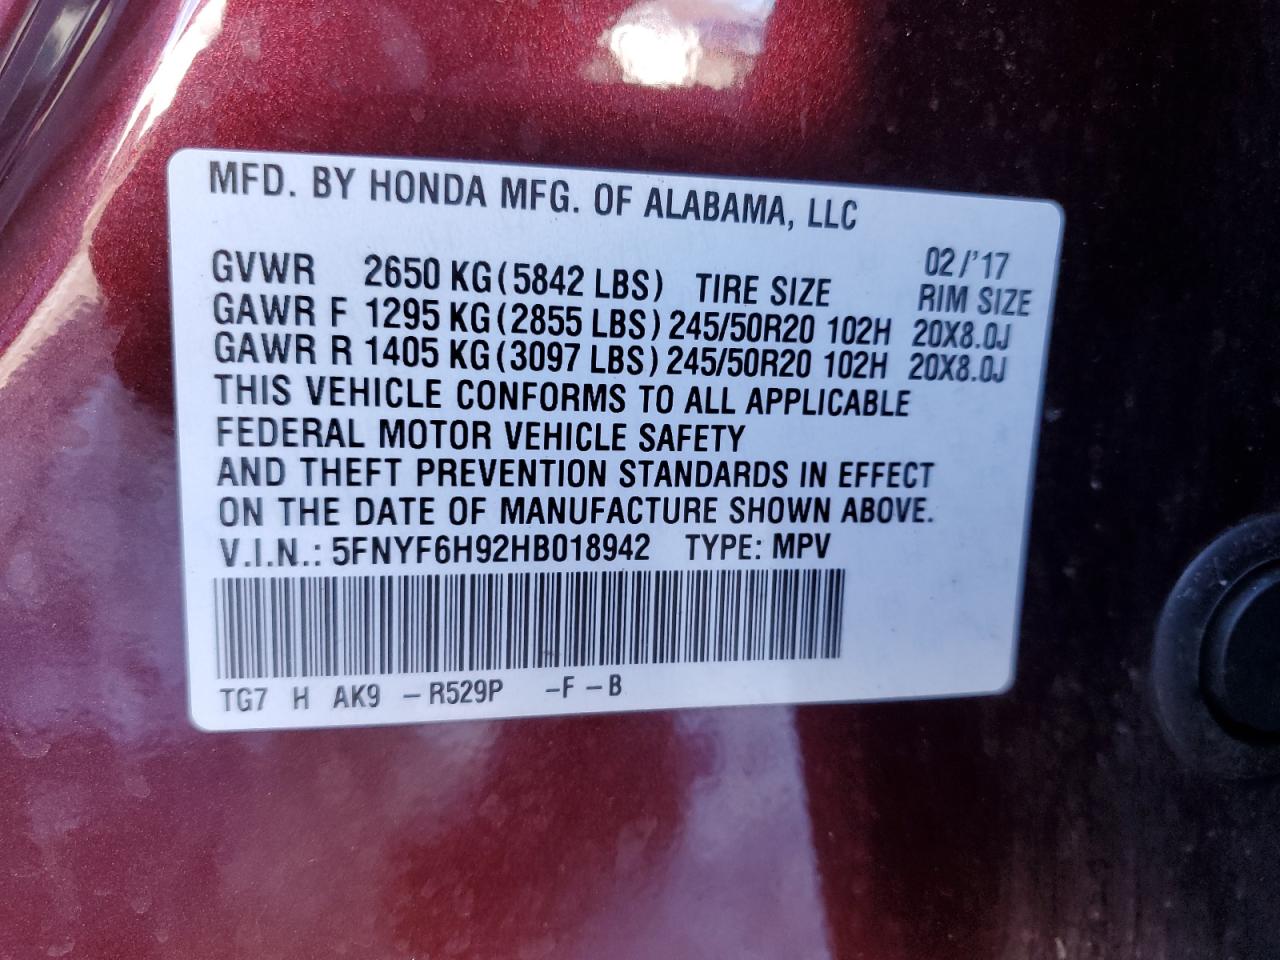 MFD. BY HONDA MFG. OF ALABAMA, LLC
02/'17
GVWR 2650 KG(5842 LBS) TIRE SIZE RIM SIZE
GAWR F 1295 KG(2855 LBS) 245/50R20 102H 20X8.0J
GAWR R 1405 KG(3097 LBS) 245/50R20 102H 20X8.0J
THIS VEHICLE CONFORMS TO ALL APPLICABLE
FEDERAL MOTOR VEHICLE SAFETY
AND THEFT PREVENTION STANDARDS IN EFFECT
ON THE DATE OF MANUFACTURE SHOWN ABOVE.
V.I.N.: 5FNYF6H92HB018942 TYPE: MPV
TG7 H AK9 -R529P -F-B